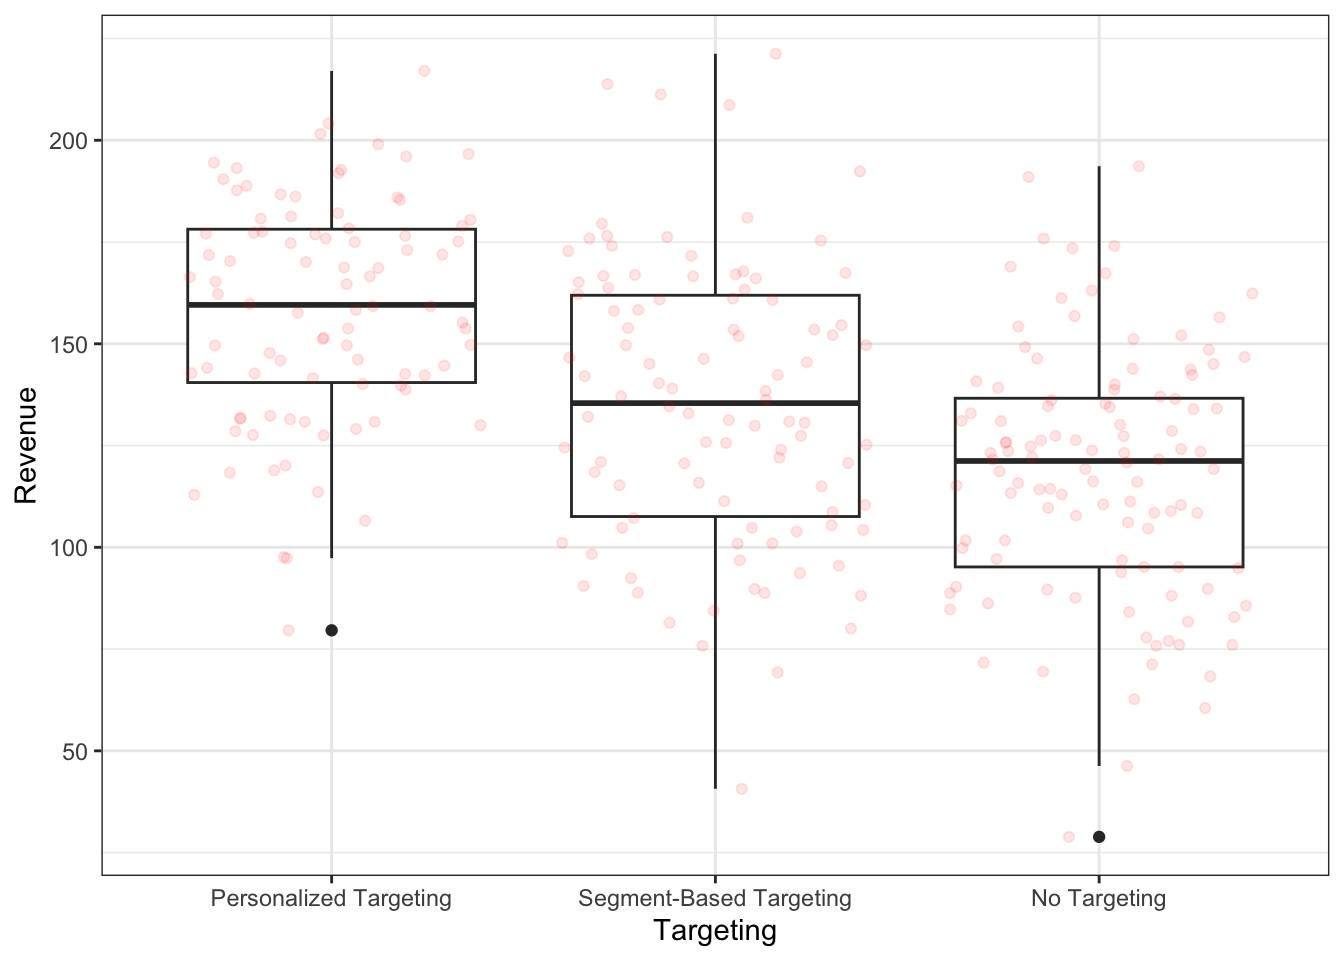 200
150
100
50
Revenue
Personalized Targeting
Segment-Based Targeting
No Targeting
Targeting